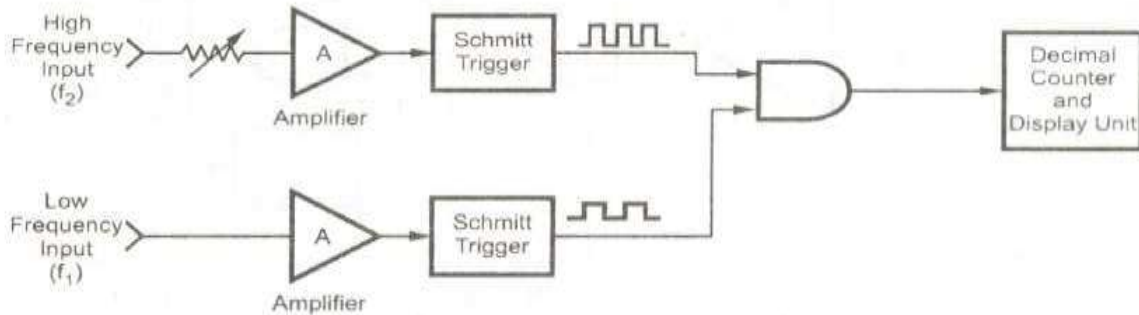 High
Frequency
Input
(f₂)
A
Amplifier
Schmitt
Trigger
Decimal
Counter
and
Display Unit
Low
Frequency
Input
(f₁)
A
Amplifier
Schmitt
Trigger